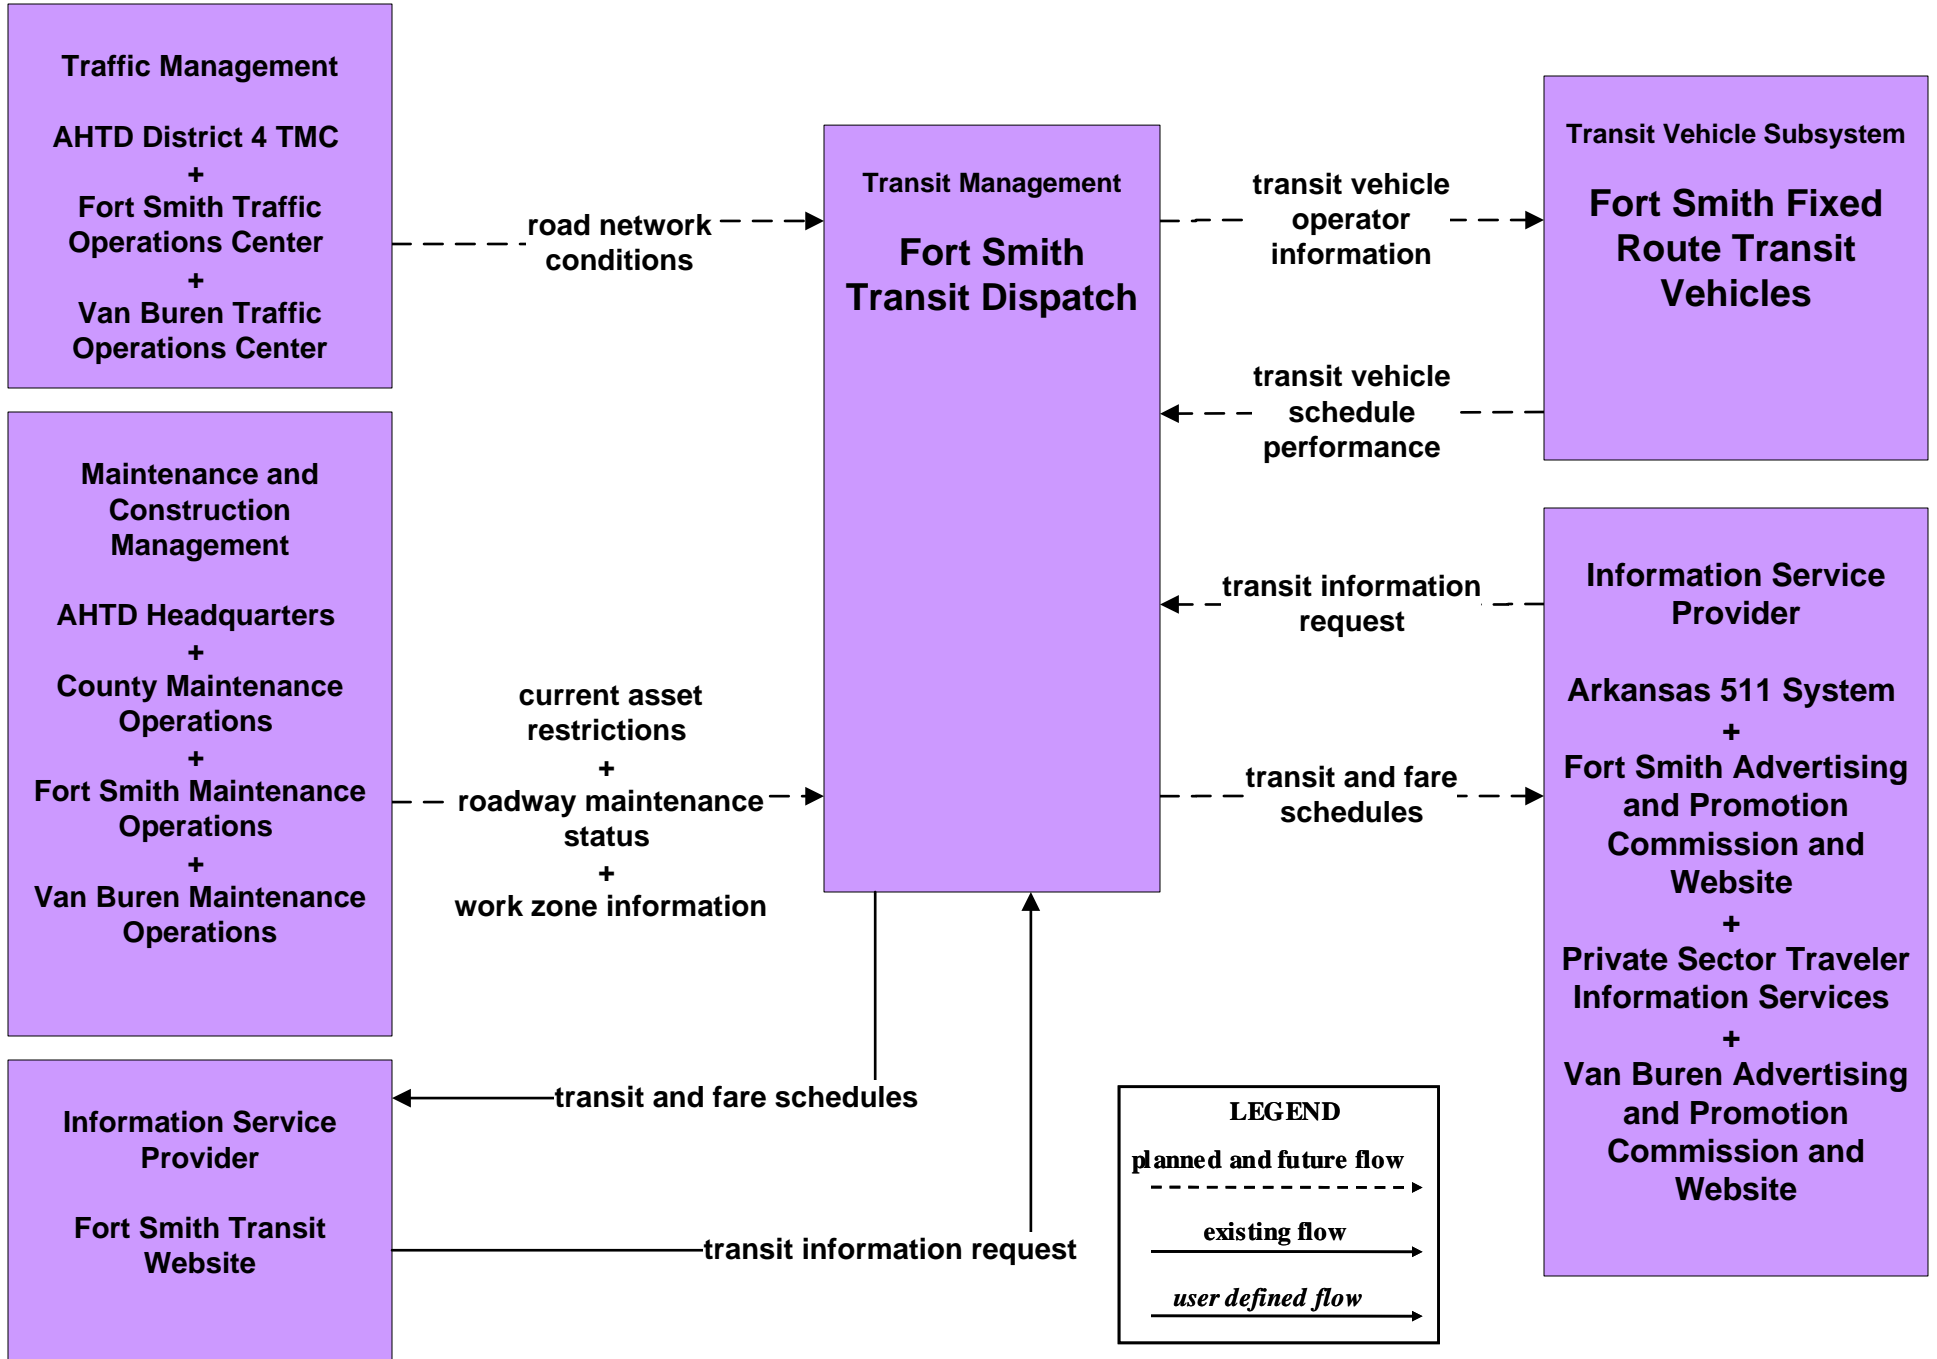 Traffic Management
AHTD District 4 TMC
+
Fort Smith Traffic
Operations Center
+
Van Buren Traffic
Operations Center
road network
conditions
Maintenance and
Construction
Management
AHTD Headquarters
+
County Maintenance
Operations
+
Fort Smith Maintenance
Operations
+
Van Buren Maintenance
Operations
current asset
restrictions
+
roadway maintenance
status
+
work zone information
Information Service
Provider
Fort Smith Transit
Website
transit and fare schedules
transit information request
Transit Management
Fort Smith
Transit Dispatch
transit vehicle
operator
information
transit vehicle
schedule
performance
transit information
request
transit and fare
schedules
Transit Vehicle Subsystem
Fort Smith Fixed
Route Transit
Vehicles
Information Service
Provider
Arkansas 511 System
+
Fort Smith Advertising
and Promotion
Commission and
Website
+
Private Sector Traveler
Information Services
+
Van Buren Advertising
and Promotion
Commission and
Website
LEGEND
planned and future flow
existing flow
user defined flow